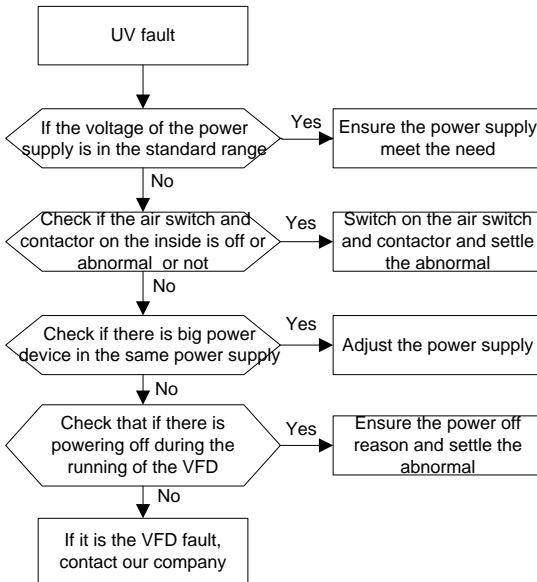 UV fault
If the voltage of the power
supply is in the standard range
Yes
Ensure the power supply
meet the need
No
Check if the air switch and
contactor on the inside is off or
abnormal or not
Yes
Switch on the air switch
and contactor and settle
the abnormal
No
Check if there is big power
device in the same power supply
Yes
Adjust the power supply
No
Check that if there is
powering off during the
running of the VFD
Yes
Ensure the power off
reason and settle the
abnormal
No
If it is the VFD fault,
contact our company